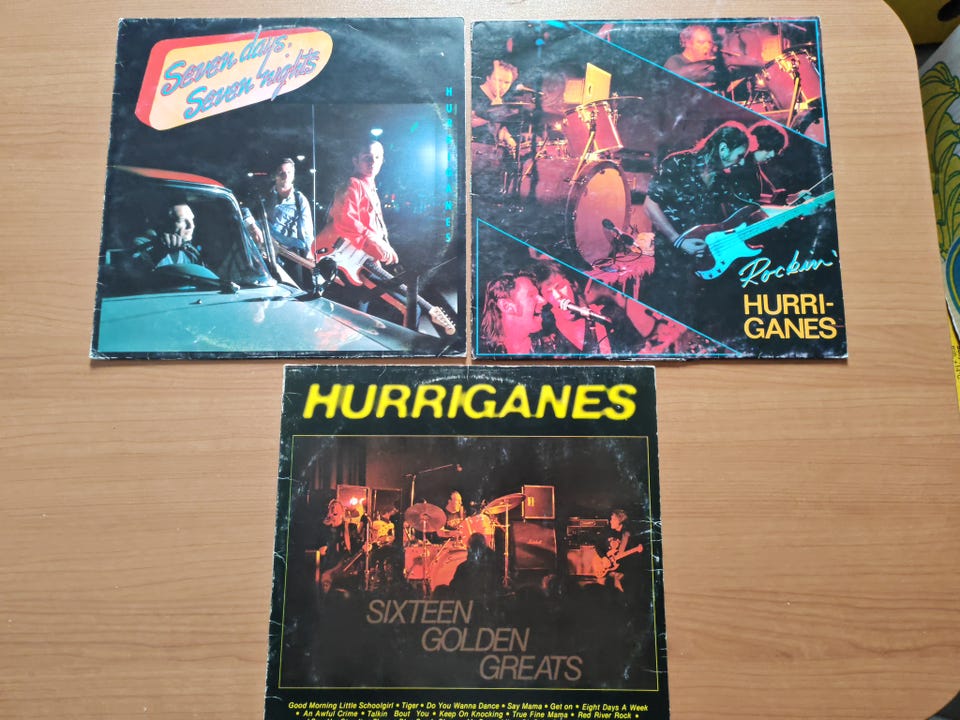 Seven days,
Seven nights
HURRIGANES
Rockin'
HURRI-
GANES
HURRIGANES
SIXTEEN
GOLDEN
GREATS
Good Morning Little Schoolgirl • Tiger • Do You Wanna Dance • Say Mama • Get on • Eight Days A Week
• An Awful Crime • Talkin' Bout You • Keep On Knocking • True Fine Mama • Red River Rock •